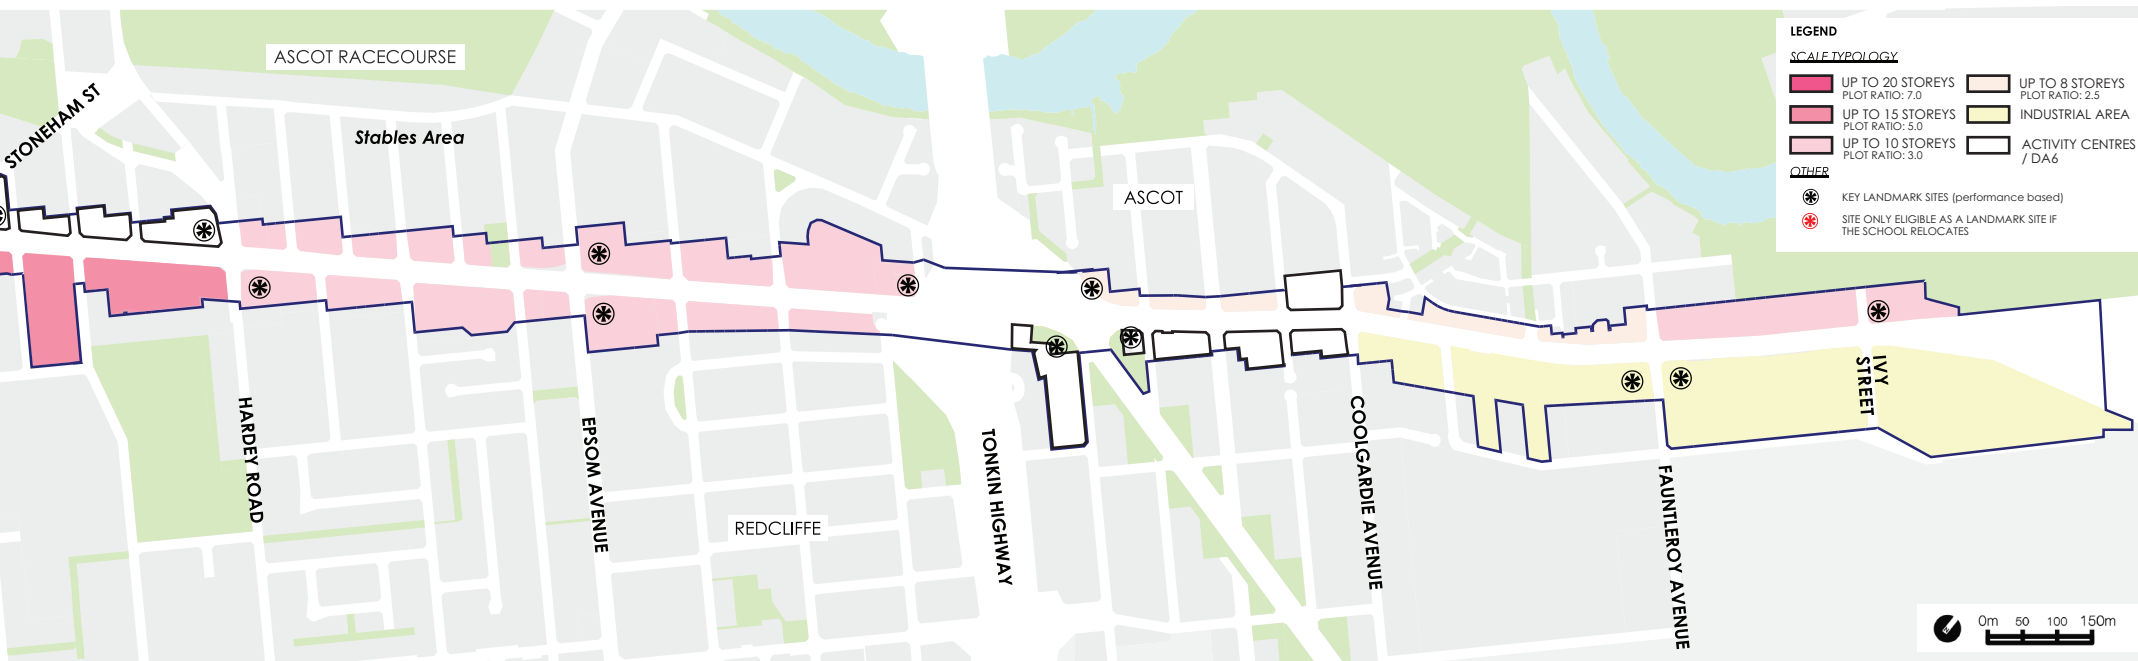 LEGEND
SCALE TYPOLOGY
UP TO 20 STOREYS
PLOT RATIO: 7.0
UP TO 15 STOREYS
PLOT RATIO: 5.0
UP TO 10 STOREYS
PLOT RATIO: 3.0
UP TO 8 STOREYS
PLOT RATIO: 2.5
INDUSTRIAL AREA
ACTIVITY CENTRES
/ DA6
OTHER
KEY LANDMARK SITES (performance based)
SITE ONLY ELIGIBLE AS A LANDMARK SITE IF
THE SCHOOL RELOCATES
ASCOT RACECOURSE
STONEHAM ST
Stables Area
ASCOT
HARDEY ROAD
EPSOM AVENUE
REDCLIFFE
TONKIN HIGHWAY
COOLGARDIE AVENUE
IVY
STREET
FAUNTLEROY AVENUE
0m 50 100 150m